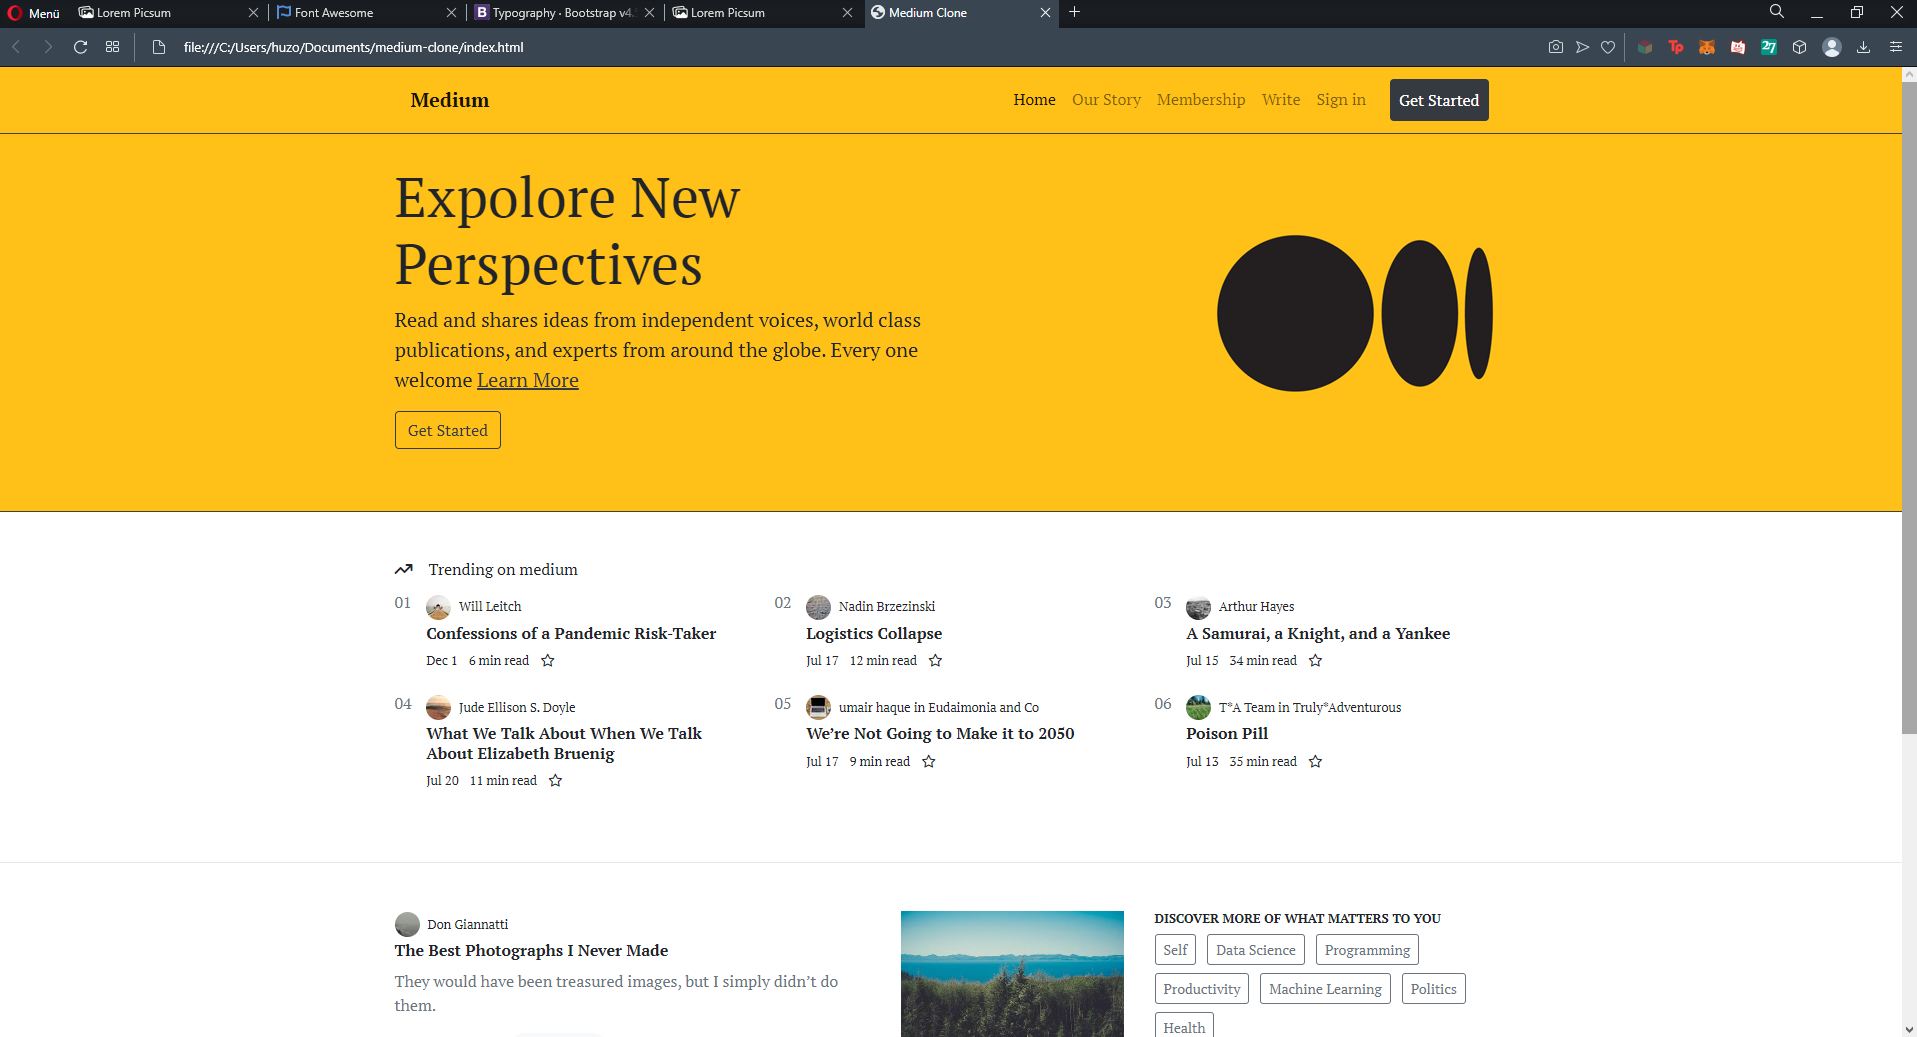 Menü
Lorem Picsum
Font Awesome
Typography · Bootstrap v4.
Lorem Picsum
Medium Clone
file:///C:/Users/huzo/Documents/medium-clone/index.html
Tp
27
Medium
Home
Our Story
Membership
Write
Sign in
Get Started
Expolore New
Perspectives
Read and shares ideas from independent voices, world class
publications, and experts from around the globe. Every one
welcome Learn More
Get Started
Trending on medium
01
Will Leitch
Confessions of a Pandemic Risk-Taker
Dec 1 6 min read
02
Nadin Brzezinski
Logistics Collapse
Jul 17 12 min read
03
Arthur Hayes
A Samurai, a Knight, and a Yankee
Jul 15 34 min read
04
Jude Ellison S. Doyle
What We Talk About When We Talk
About Elizabeth Bruenig
Jul 20 11 min read
05
umair haque in Eudaimonia and Co
We’re Not Going to Make it to 2050
Jul 17 9 min read
06
T*A Team in Truly*Adventurous
Poison Pill
Jul 13 35 min read
Don Giannatti
The Best Photographs I Never Made
They would have been treasured images, but I simply didn’t do
them.
DISCOVER MORE OF WHAT MATTERS TO YOU
Self
Data Science
Programming
Productivity
Machine Learning
Politics
Health